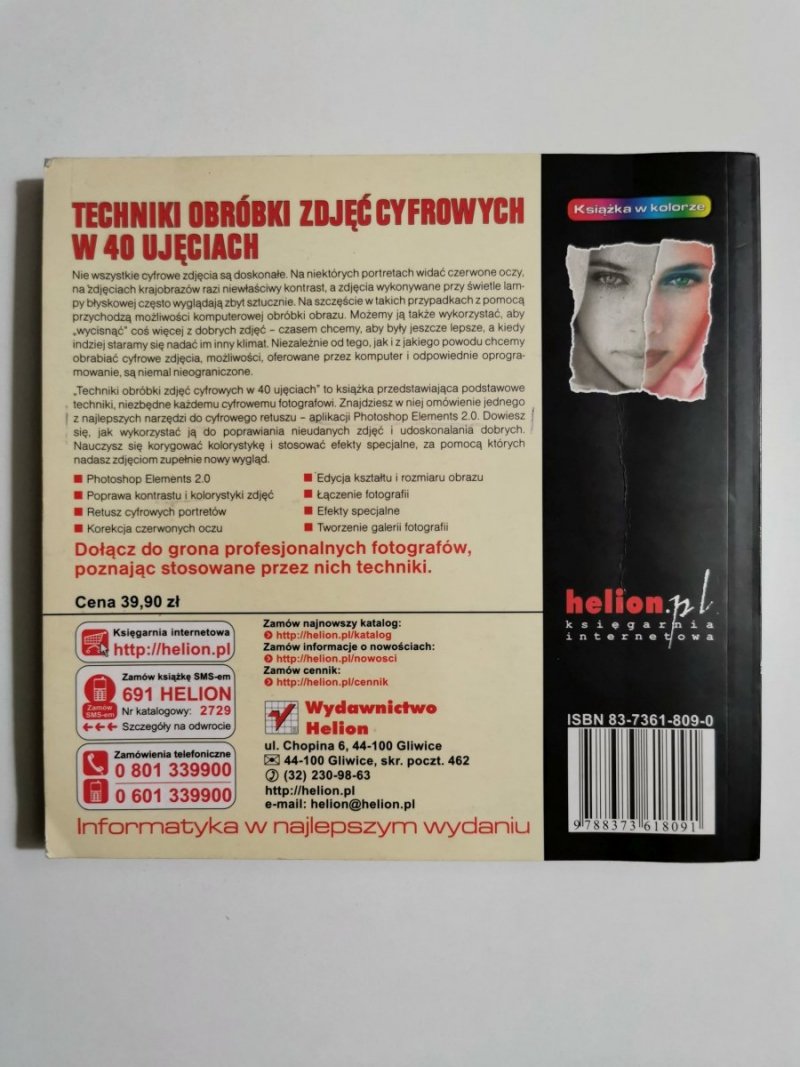 TECHNIKI OBRÓBKI ZDJĘĆ CYFROWYCH
W 40 UJĘCIACH
Nie wszystkie cyfrowe zdjęcia są doskonałe. Na niektórych portretach widać czerwone oczy,
na zdjęciach krajobrazów razi niewłaściwy kontrast, a zdjęcia wykonywane przy świetle lam-
py błyskowej często wyglądają zbyt sztucznie. Na szczęście w takich przypadkach z pomocą
przychodzą możliwości komputerowej obróbki obrazu. Możemy ją także wykorzystać, aby
„wycisnąć” coś więcej z dobrych zdjęć – czasem chcemy, aby były jeszcze lepsze, a kiedy
indziej staramy się nadać im inny klimat. Niezależnie od tego, jak i z jakiego powodu chcemy
obrabiać cyfrowe zdjęcia, możliwości, oferowane przez komputer i odpowiednie oprogra-
mowanie, są niemal nieograniczone.
„Techniki obróbki zdjęć cyfrowych w 40 ujęciach” to książka przedstawiająca podstawowe
techniki, niezbędne każdemu cyfrowemu fotografowi. Znajdziesz w niej omówienie jednego
z najlepszych narzędzi do cyfrowego retuszu – aplikacji Photoshop Elements 2.0. Dowiesz
się, jak wykorzystać ją do poprawiania nieudanych zdjęć i udoskonalania dobrych.
Nauczysz się korygować kolorystykę i stosować efekty specjalne, za pomocą których
nadasz zdjęciom zupełnie nowy wygląd.
Photoshop Elements 2.0
Poprawa kontrastu i kolorystyki zdjęć
Retusz cyfrowych portretów
Korekcja czerwonych oczu
Edycja kształtu i rozmiaru obrazu
Łączenie fotografii
Efekty specjalne
Tworzenie galerii fotografii
Dołącz do grona profesjonalnych fotografów,
poznając stosowane przez nich techniki.
Cena 39,90 zł
Księgarnia internetowa
http://helion.pl
Zamów książkę SMS-em
691 HELION
Nr katalogowy: 2729
Szczegóły na odwrocie
Zamów
SMS-em
Zamówienia telefoniczne
0 801 339900
0 601 339900
Zamów najnowszy katalog:
http://helion.pl/katalog
Zamów informacje o nowościach:
http://helion.pl/nowosci
Zamów cennik:
http://helion.pl/cennik
Wydawnictwo
Helion
ul. Chopina 6, 44-100 Gliwice
44-100 Gliwice, skr. poczt. 462
(32) 230-98-63
http://helion.pl
e-mail: helion@helion.pl
Informatyka w najlepszym wydaniu
Książka w kolorze
helion.pl
księgarnia
internetowa
ISBN 83-7361-809-0
9 788373 618091